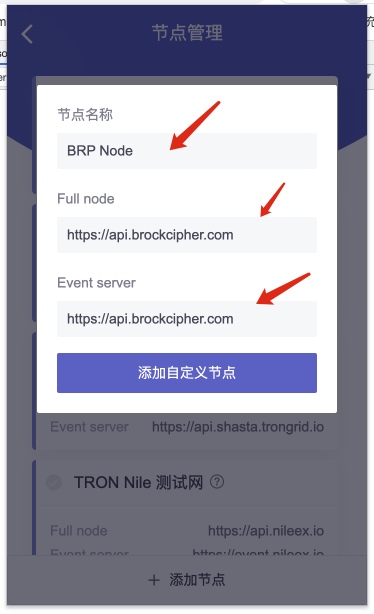 节点管理
节点名称
BRP Node
Full node
https://api.brockcipher.com
Event server
https://api.brockcipher.com
添加自定义节点
Event server https://api.shasta.trongrid.io
TRON Nile 测试网 ?
Full node https://api.nileex.io
Event server https://event.nileex.io
+ 添加节点